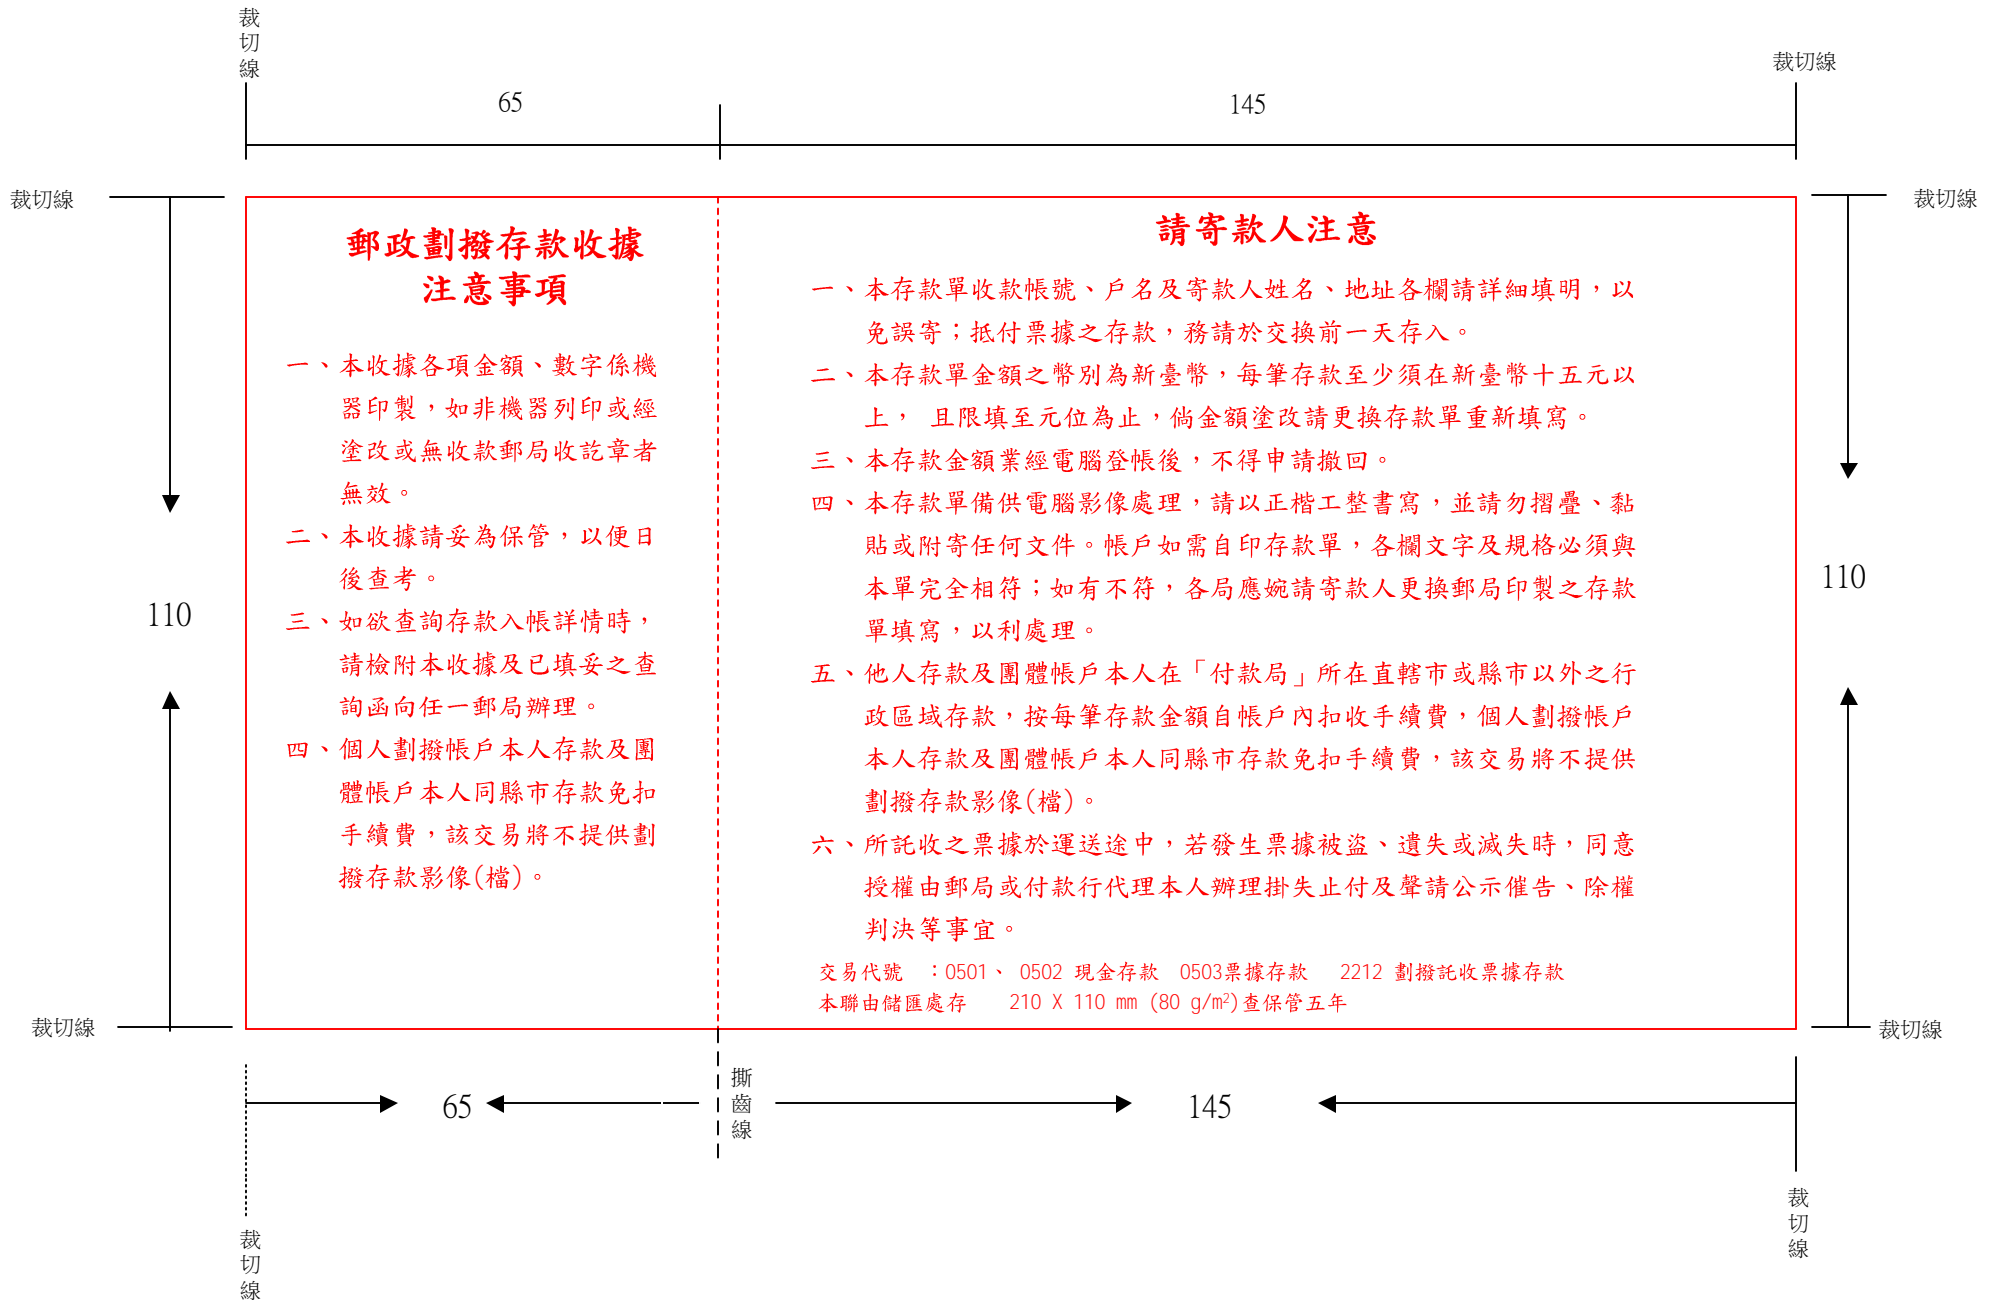 裁切線
裁切線
65
145
裁切線
裁切線
郵政劃撥存款收據
注意事項
一、本收據各項金額、數字係機
器印製，如非機器列印或經
塗改或無收款郵局收訖章者
無效。
二、本收據請妥為保管，以便日
後查考。
三、如欲查詢存款入帳詳情時，
請檢附本收據及已填妥之查
詢函向任一郵局辦理。
四、個人劃撥帳戶本人存款及團
體帳戶本人同縣市存款免扣
手續費，該交易將不提供劃
撥存款影像(檔)。
請寄款人注意
一、本存款單收款帳號、戶名及寄款人姓名、地址各欄請詳細填明，以
免誤寄；抵付票據之存款，務請於交換前一天存入。
二、本存款單金額之幣別為新臺幣，每筆存款至少須在新臺幣十五元以
上， 且限填至元位為止，倘金額塗改請更換存款單重新填寫。
三、本存款金額業經電腦登帳後，不得申請撤回。
四、本存款單備供電腦影像處理，請以正楷工整書寫，並請勿摺疊、黏
貼或附寄任何文件。帳戶如需自印存款單，各欄文字及規格必須與
本單完全相符；如有不符，各局應婉請寄款人更換郵局印製之存款
單填寫，以利處理。
五、他人存款及團體帳戶本人在「付款局」所在直轄市或縣市以外之行
政區域存款，按每筆存款金額自帳戶內扣收手續費，個人劃撥帳戶
本人存款及團體帳戶本人同縣市存款免扣手續費，該交易將不提供
劃撥存款影像(檔)。
六、所託收之票據於運送途中，若發生票據被盜、遺失或滅失時，同意
授權由郵局或付款行代理本人辦理掛失止付及聲請公示催告、除權
判決等事宜。
交易代號 ：0501、 0502 現金存款 0503票據存款 2212 劃撥託收票據存款
本聯由儲匯處存 210 X 110 mm (80 g/m²)查保管五年
110
110
裁切線
裁切線
65
撕齒線
145
裁切線
裁切線